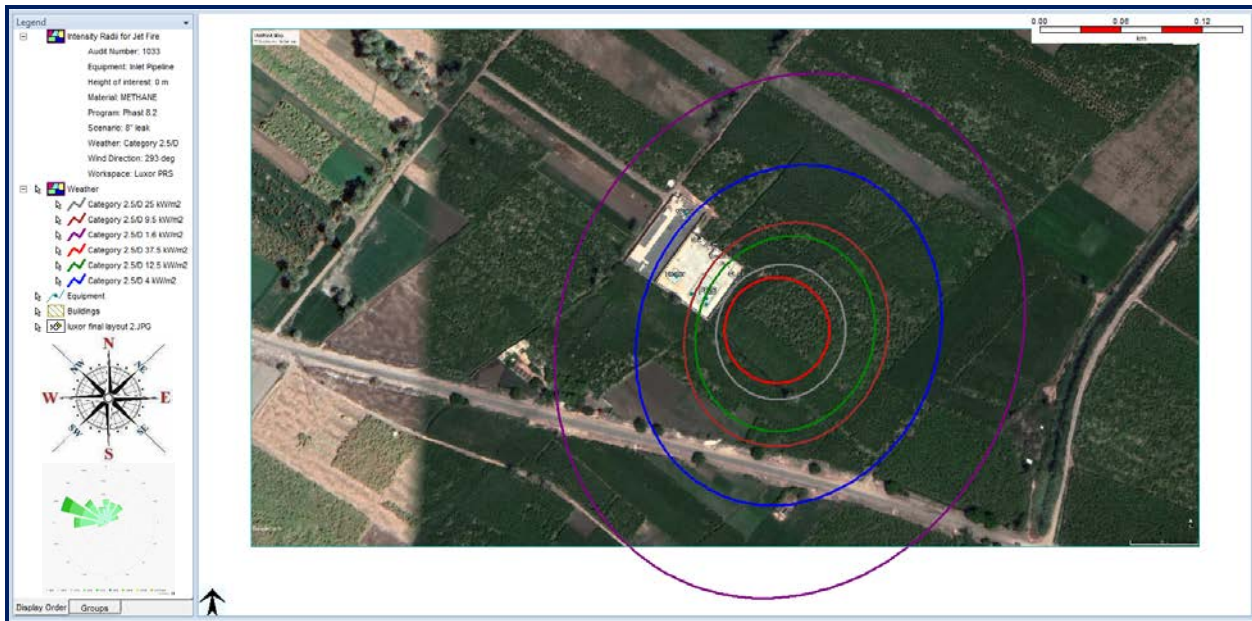 Legend
Intensity Radii for Jet Fire
Audit Number: 1033
Equipment: Inlet Pipeline
Height of interest: 0 m
Material: METHANE
Program: Phast 8.2
Scenario: 8" leak
Weather: Category 2.5/D
Wind Direction: 293 deg
Workspace: Luxor PRS
Weather
Category 2.5/D 25 kW/m2
Category 2.5/D 9.5 kW/m2
Category 2.5/D 1.6 kW/m2
Category 2.5/D 37.5 kW/m2
Category 2.5/D 12.5 kW/m2
Category 2.5/D 4 kW/m2
Equipment
Buildings
luxor final layout 2.JPG
N
NW NE
W E
SW SE
S
Display Order Groups
0.00 0.06 0.12
km